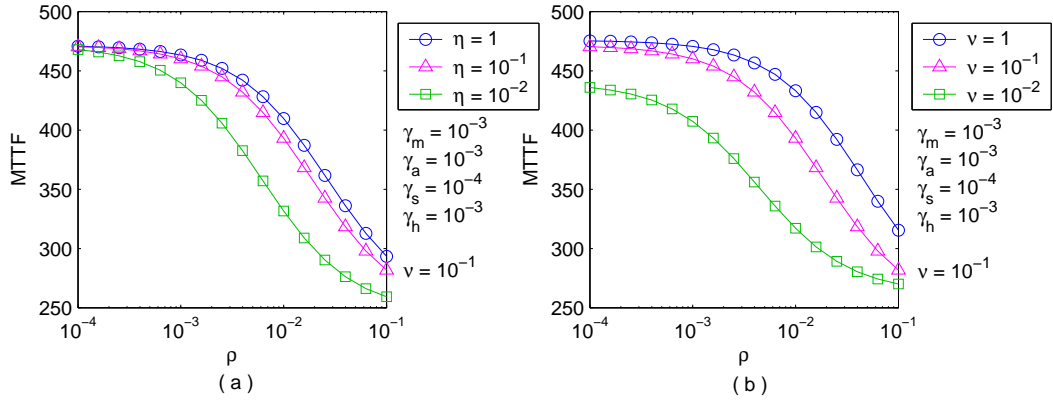 500
450
400
350
300
250
MTTF
10⁻⁴
10⁻³
10⁻²
10⁻¹
ρ
( a )
η = 1
η = 10⁻¹
η = 10⁻²
γm = 10⁻³
γa = 10⁻³
γs = 10⁻⁴
γh = 10⁻³
ν = 10⁻¹
500
450
400
350
300
250
MTTF
10⁻⁴
10⁻³
10⁻²
10⁻¹
ρ
( b )
ν = 1
ν = 10⁻¹
ν = 10⁻²
γm = 10⁻³
γa = 10⁻³
γs = 10⁻⁴
γh = 10⁻³
ν = 10⁻¹